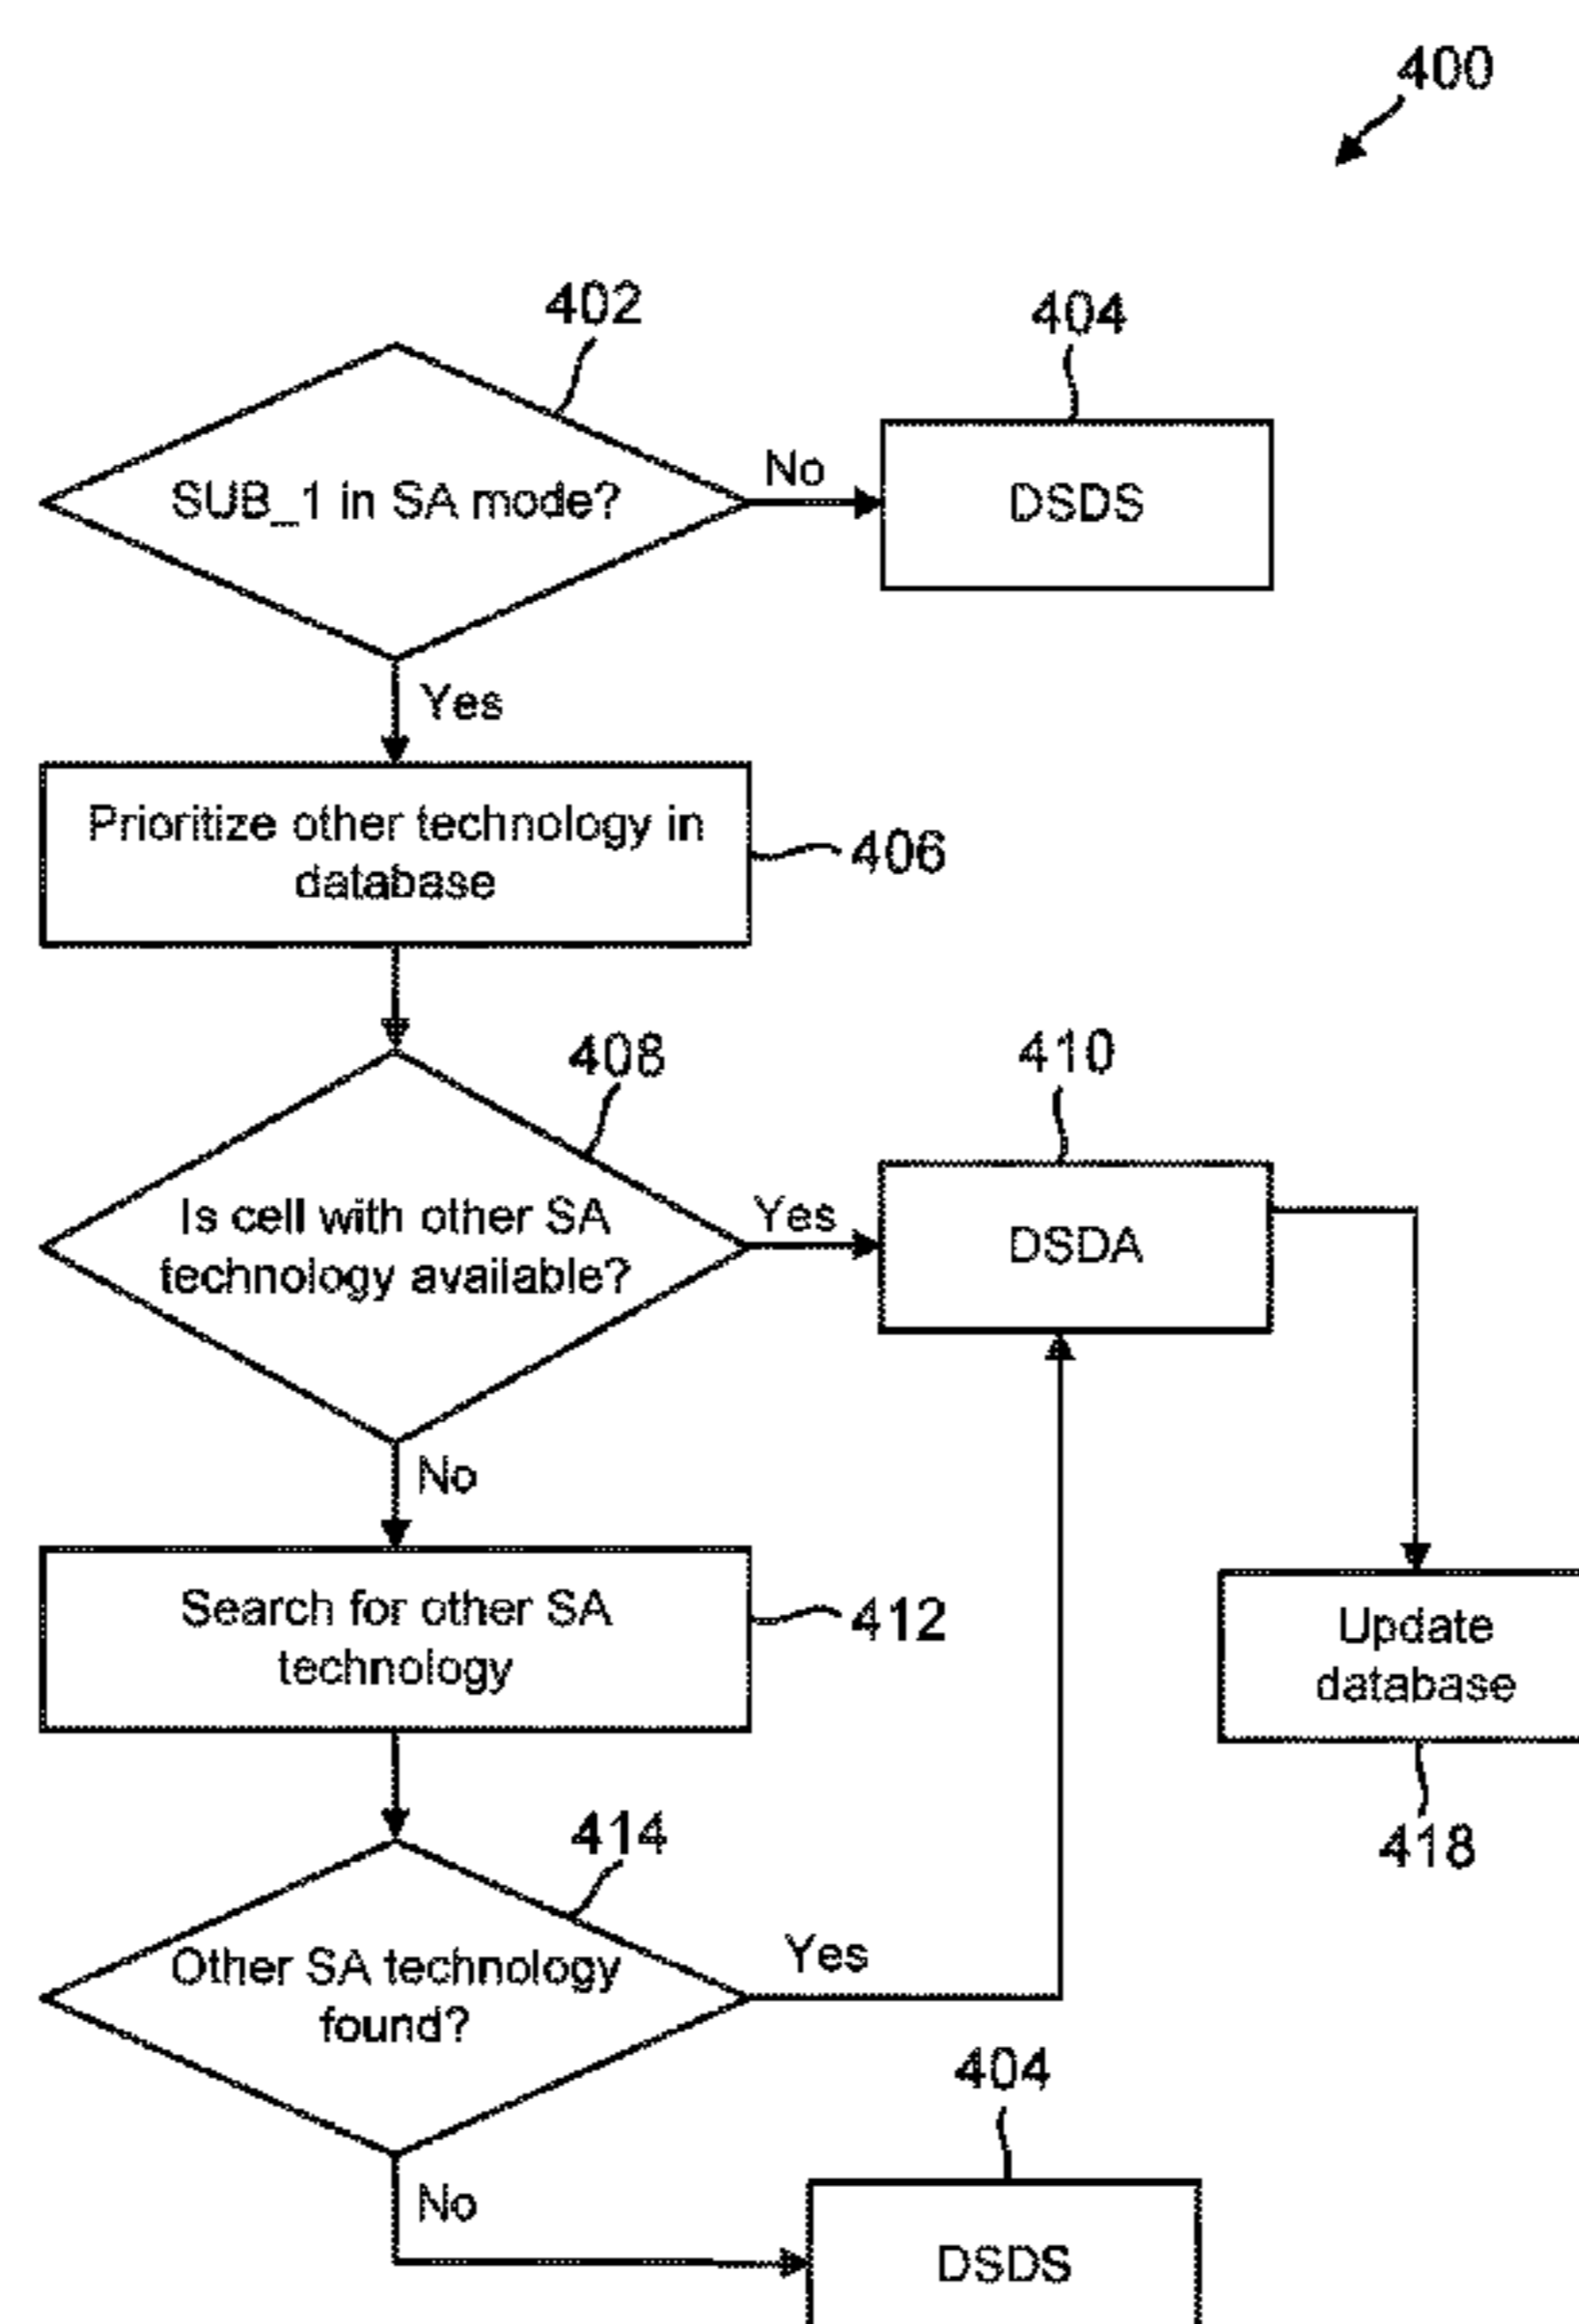 400
402
404
SUB_1 in SA mode?
No
DSDS
Yes
Prioritize other technology in
database
406
408
410
Is cell with other SA
technology available?
Yes
DSDA
No
Search for other SA
technology
412
Update
database
418
414
Other SA technology
found?
Yes
404
No
DSDS